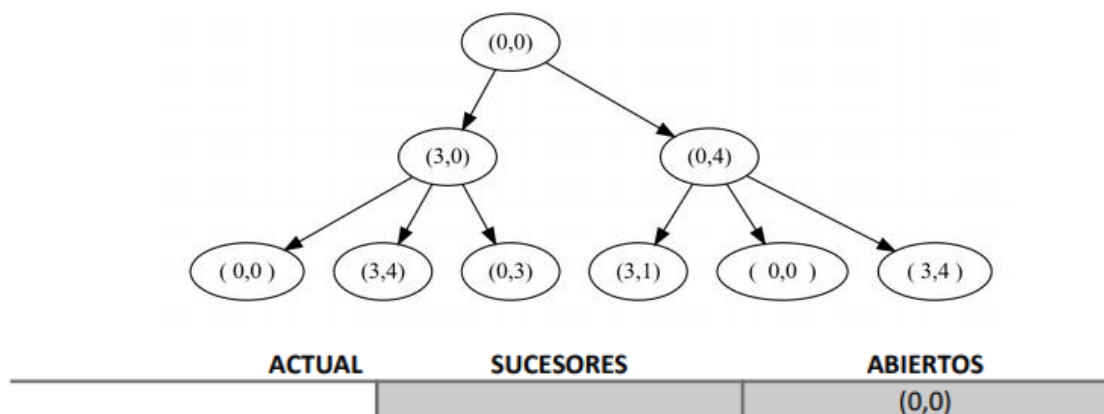 (0,0)
(3,0) (0,4)
( 0,0 ) (3,4) (0,3) (3,1) ( 0,0 ) ( 3,4 )
ACTUAL SUCESORES ABIERTOS
(0,0)